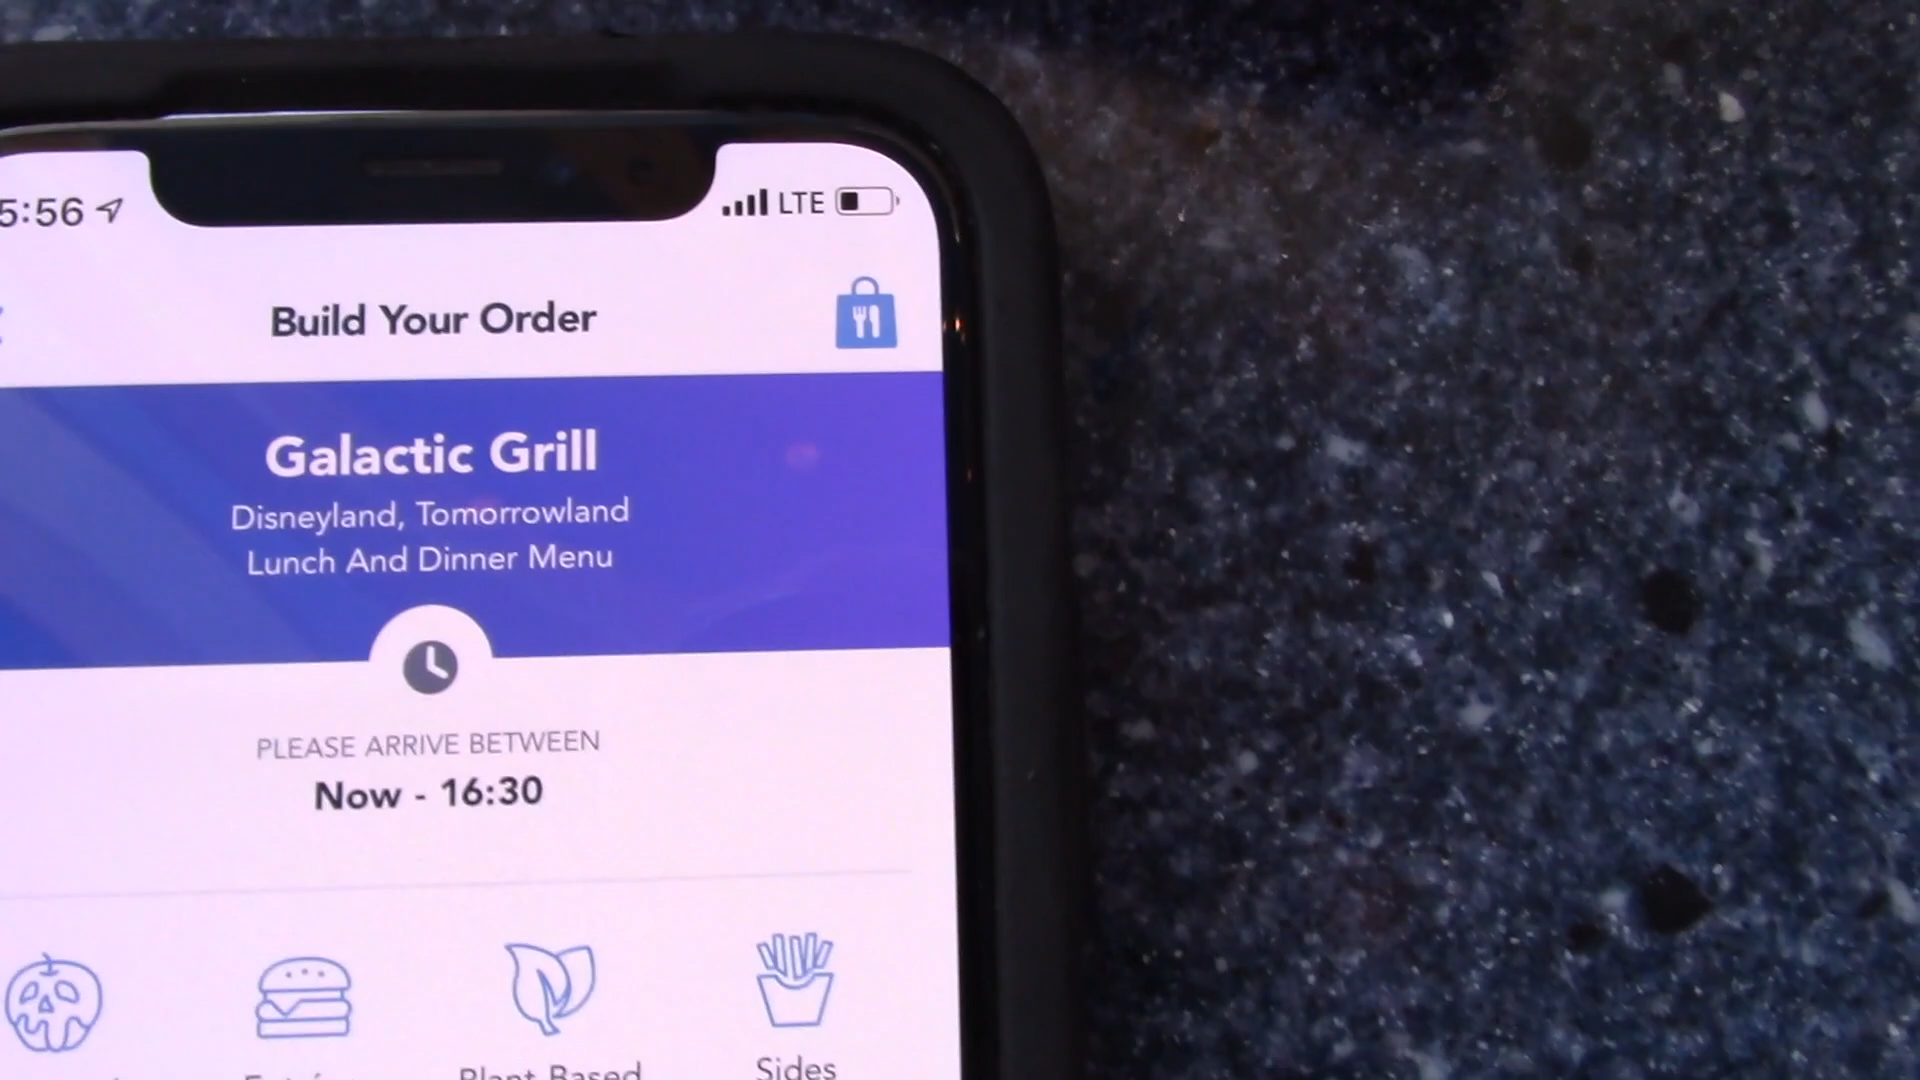 5:56 LTE
Build Your Order
Galactic Grill
Disneyland, Tomorrowland
Lunch And Dinner Menu
PLEASE ARRIVE BETWEEN
Now - 16:30
Plant Based Sides